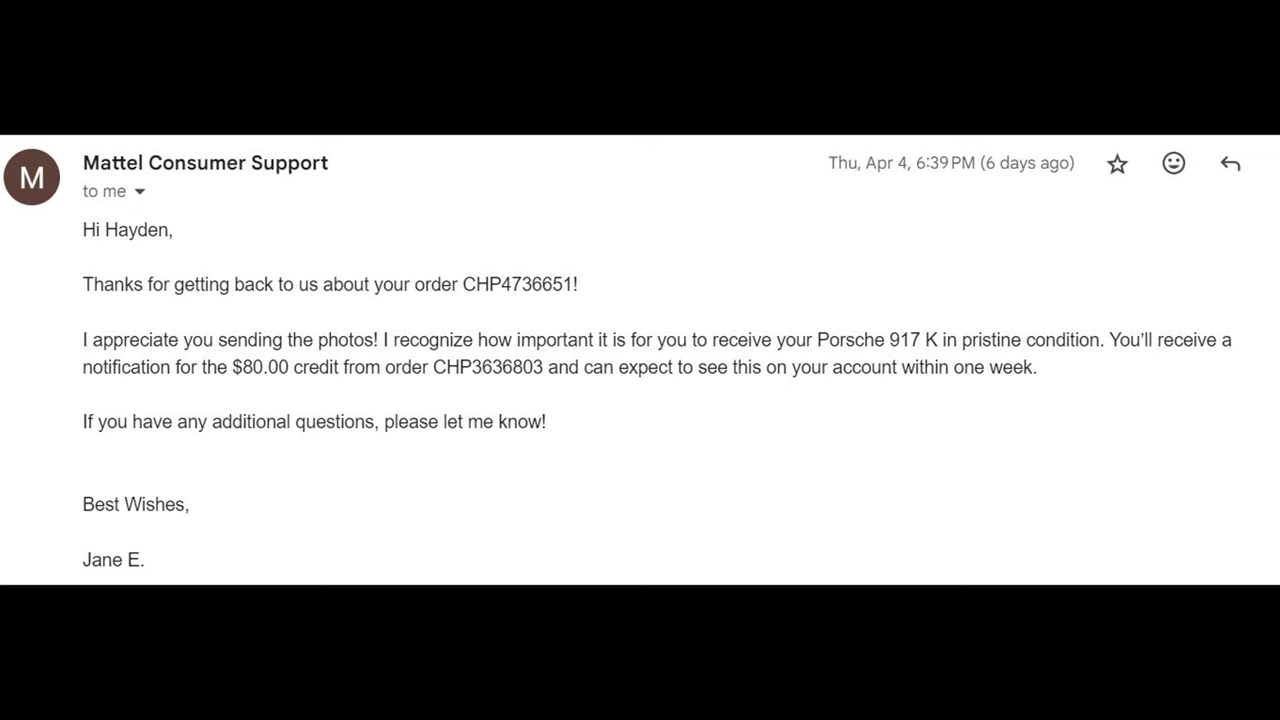 Mattel Consumer Support
Thu, Apr 4, 6:39 PM (6 days ago)
to me
M
Hi Hayden,
Thanks for getting back to us about your order CHP4736651!
I appreciate you sending the photos! I recognize how important it is for you to receive your Porsche 917 K in pristine condition. You’ll receive a
notification for the $80.00 credit from order CHP3636803 and can expect to see this on your account within one week.
If you have any additional questions, please let me know!
Best Wishes,
Jane E.